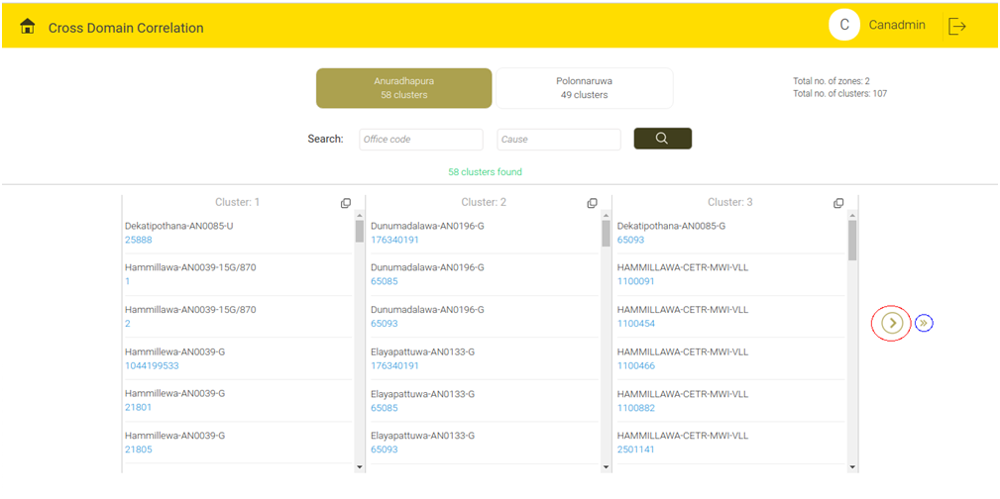 Cross Domain Correlation
C Canadmin
Anuradhapura
58 clusters
Polonnaruwa
49 clusters
Total no. of zones: 2
Total no. of clusters: 107
Search: Office code Cause
58 clusters found
Cluster: 1
Dekatipothana-AN0085-U
25888
Hammillawa-AN0039-15G/870
1
Hammillawa-AN0039-15G/870
2
Hammillewa-AN0039-G
1044199533
Hammillewa-AN0039-G
21801
Hammillewa-AN0039-G
21805
Cluster: 2
Dunumadalawa-AN0196-G
176340191
Dunumadalawa-AN0196-G
65085
Dunumadalawa-AN0196-G
65093
Elayapattuwa-AN0133-G
176340191
Elayapattuwa-AN0133-G
65085
Elayapattuwa-AN0133-G
65093
Cluster: 3
Dekatipothana-AN0085-G
65093
HAMMILLAWA-CETR-MWI-VLL
1100091
HAMMILLAWA-CETR-MWI-VLL
1100454
HAMMILLAWA-CETR-MWI-VLL
1100466
HAMMILLAWA-CETR-MWI-VLL
1100882
HAMMILLAWA-CETR-MWI-VLL
2501141